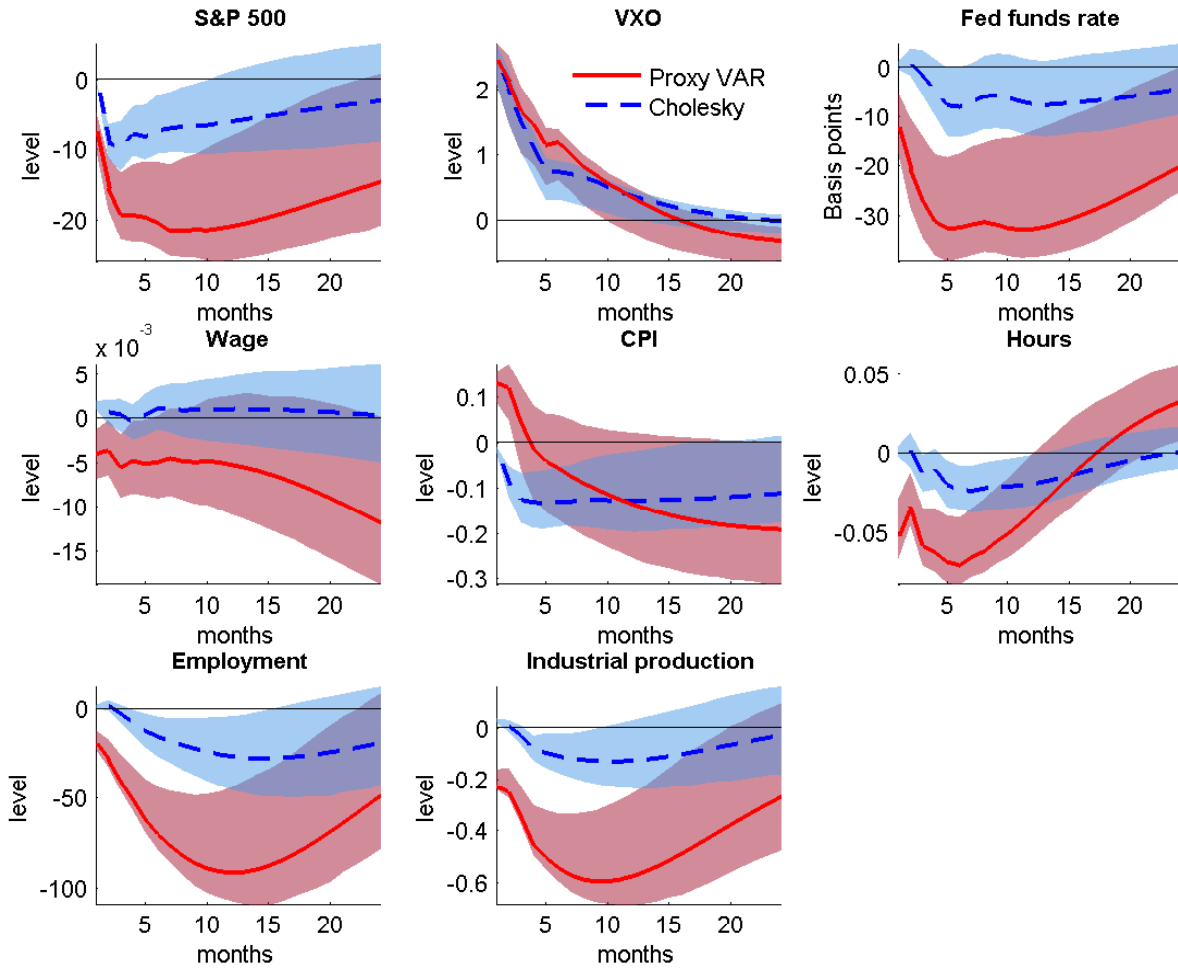 S&P 500
VXO
Fed funds rate
level
0
-10
-20
5
10
15
20
months
level
2
1
0
Proxy VAR
Cholesky
5
10
15
20
months
Basis points
0
-10
-20
-30
5
10
15
20
months
x 10-3
Wage
CPI
Hours
level
5
0
-5
-10
-15
5
10
15
20
months
level
0.1
0
-0.1
-0.2
-0.3
5
10
15
20
months
level
0.05
0
-0.05
5
10
15
20
months
Employment
Industrial production
level
0
-50
-100
5
10
15
20
months
level
0
-0.2
-0.4
-0.6
5
10
15
20
months